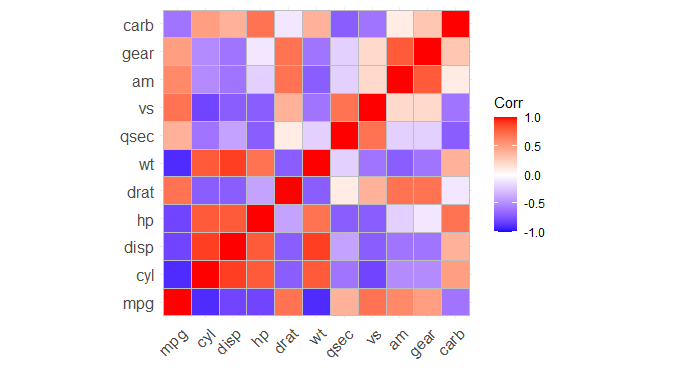 carb
gear
am
vs
qsec
wt
drat
hp
disp
cyl
mpg
mpg cyl disp hp drat wt qsec vs am gear carb
Corr
1.0
0.5
0.0
-0.5
-1.0